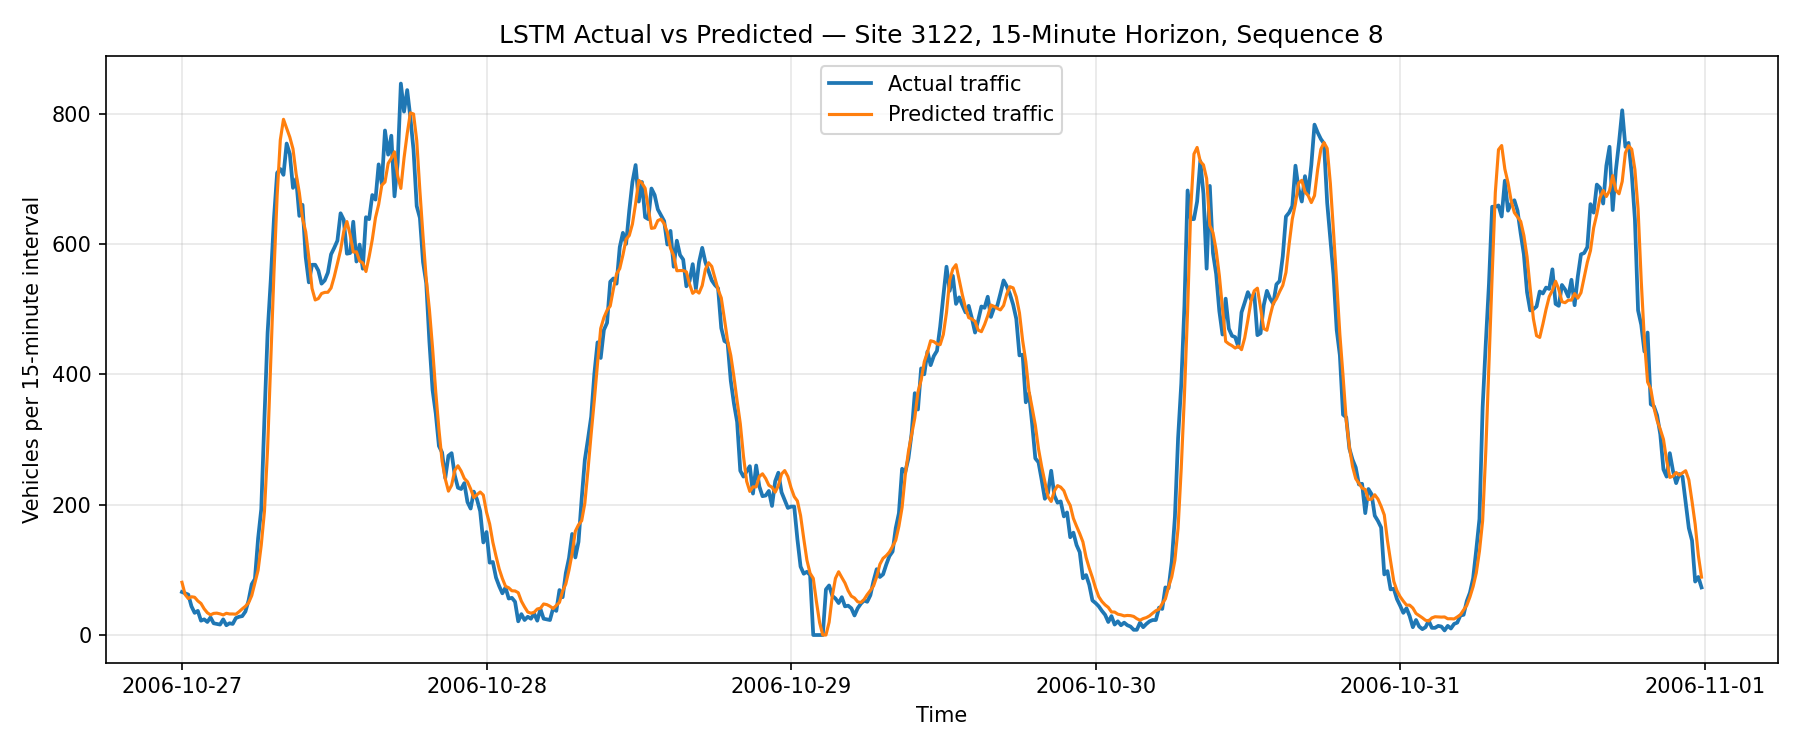 LSTM Actual vs Predicted — Site 3122, 15-Minute Horizon, Sequence 8
Actual traffic
Predicted traffic
Vehicles per 15-minute interval
800
600
400
200
0
2006-10-27 2006-10-28 2006-10-29 2006-10-30 2006-10-31 2006-11-01
Time